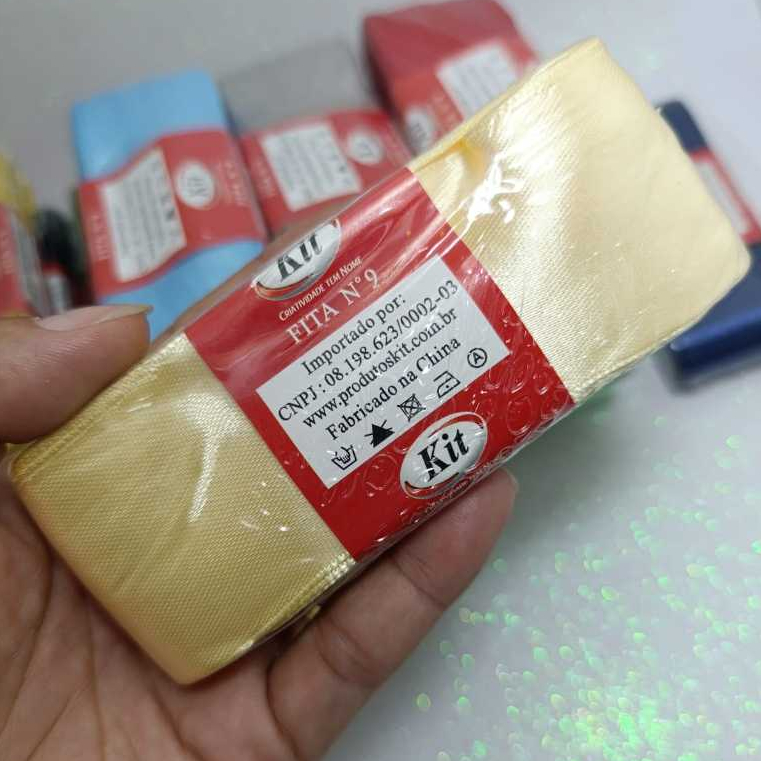 Kit
CRIATIVIDADE TEM NOME
FITA N° 9
Importado por:
CNPJ : 08.198.623/0002-03
www.produtoskit.com.br
Fabricado na China
A
Kit